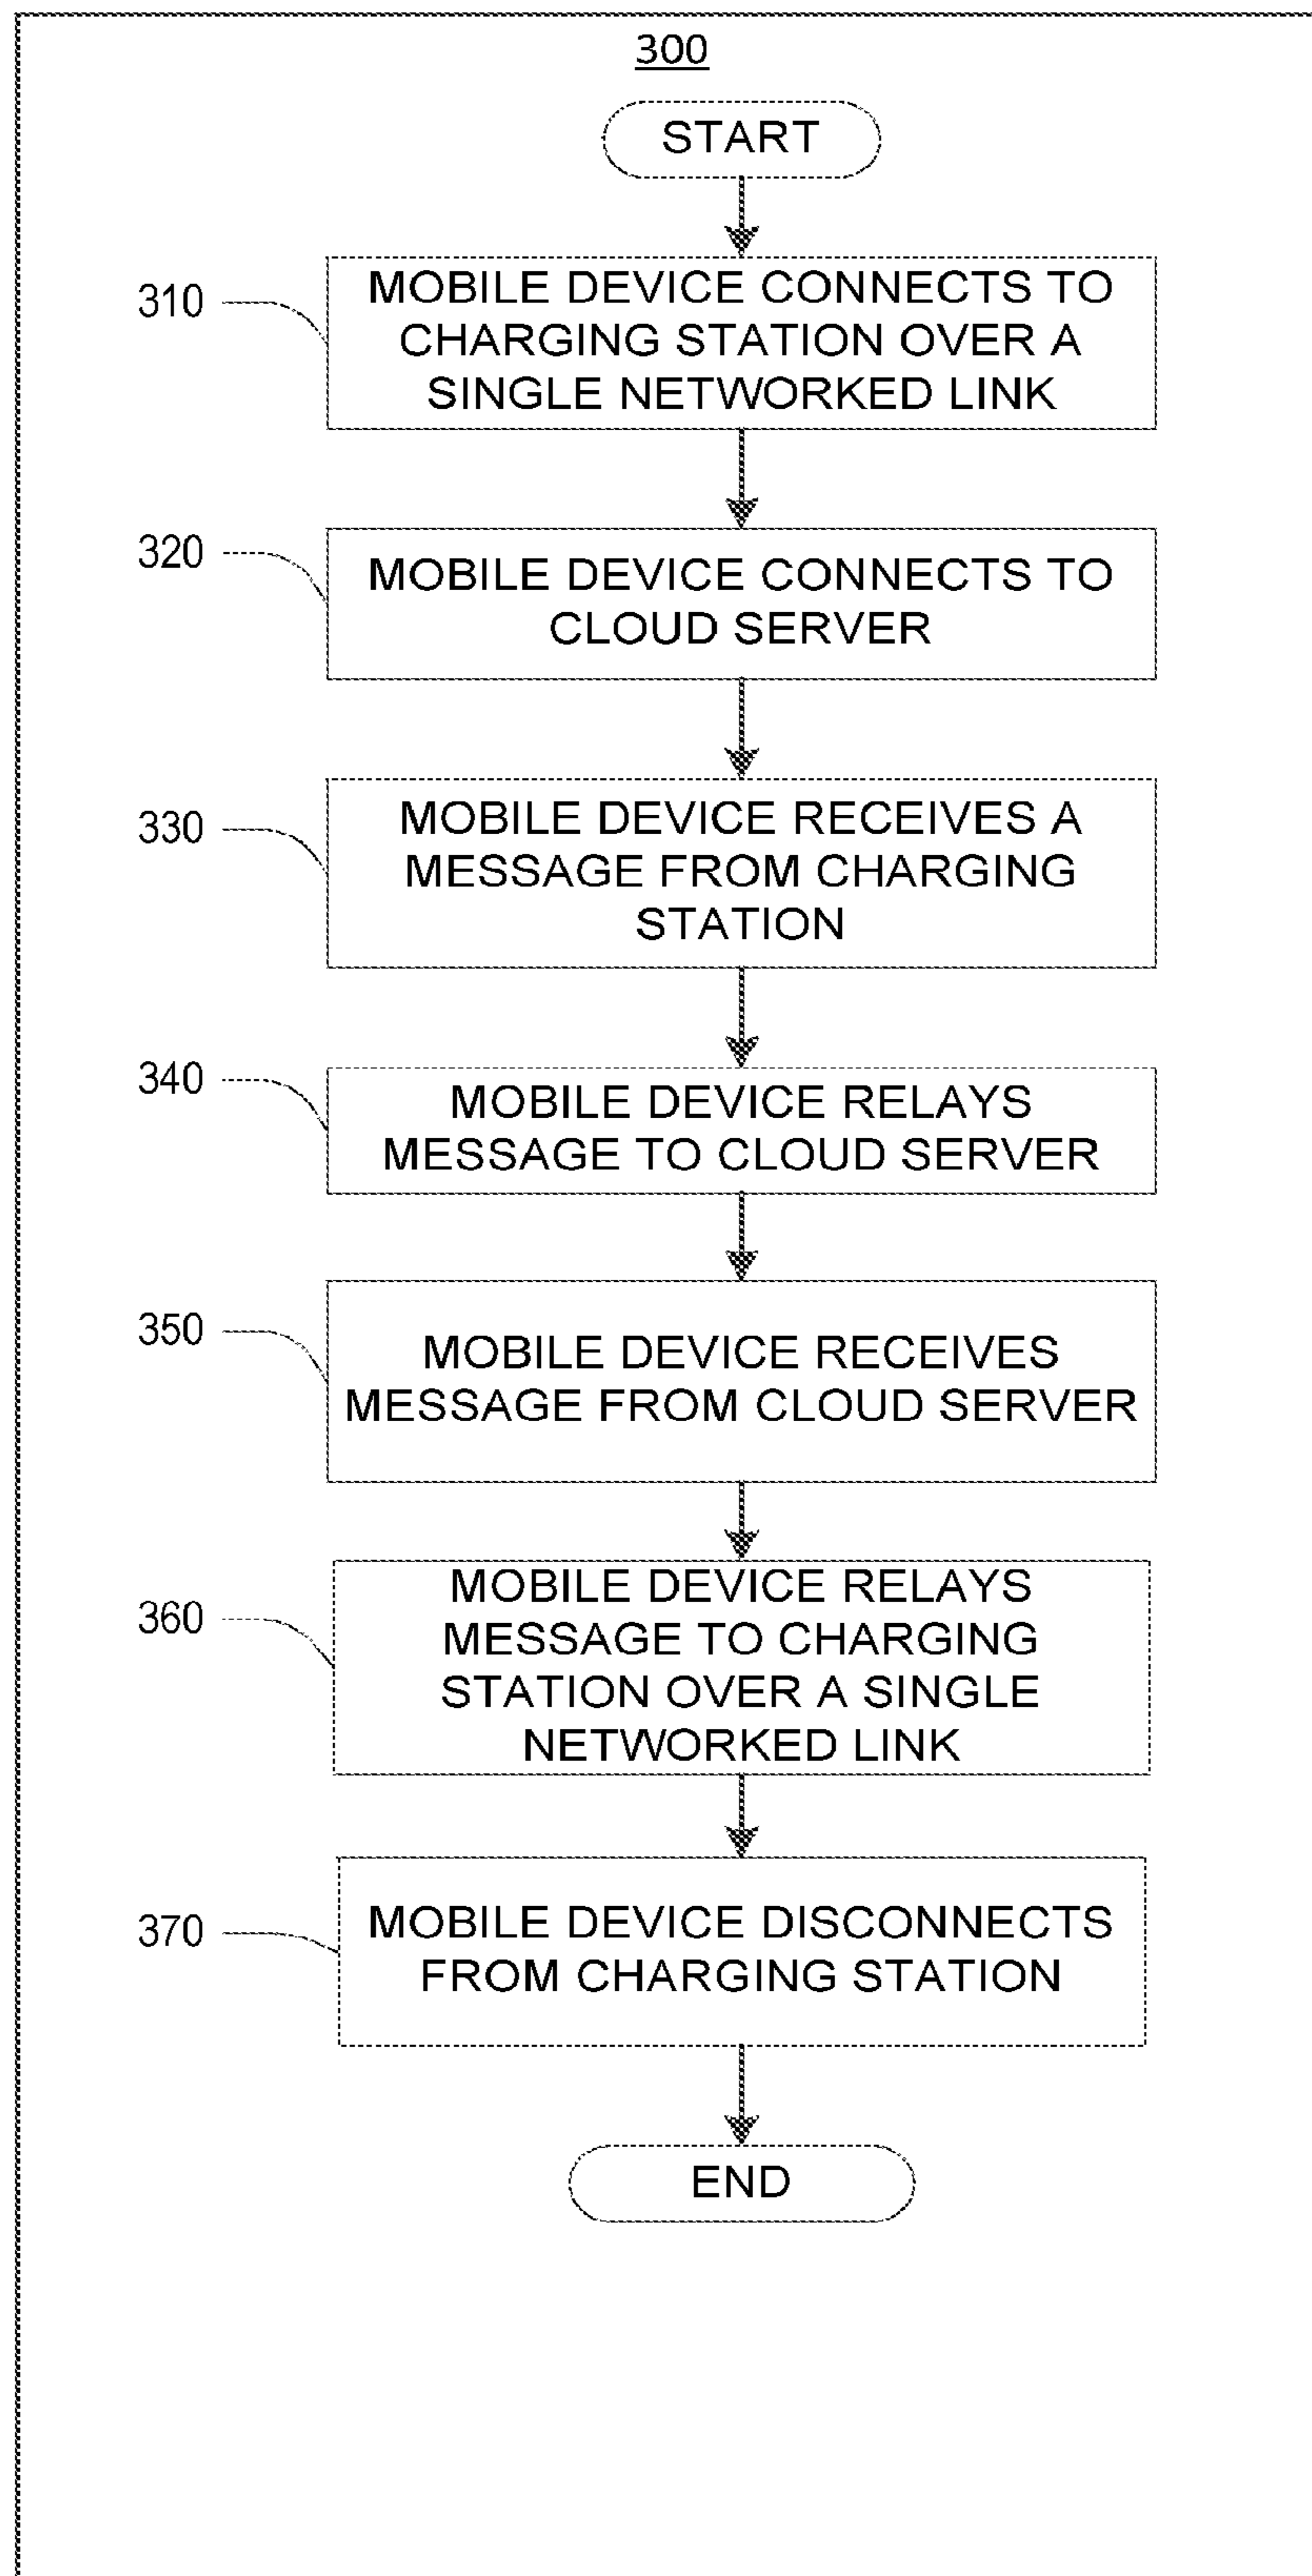 300
START
310
MOBILE DEVICE CONNECTS TO
CHARGING STATION OVER A
SINGLE NETWORKED LINK
320
MOBILE DEVICE CONNECTS TO
CLOUD SERVER
330
MOBILE DEVICE RECEIVES A
MESSAGE FROM CHARGING
STATION
340
MOBILE DEVICE RELAYS
MESSAGE TO CLOUD SERVER
350
MOBILE DEVICE RECEIVES
MESSAGE FROM CLOUD SERVER
360
MOBILE DEVICE RELAYS
MESSAGE TO CHARGING
STATION OVER A SINGLE
NETWORKED LINK
370
MOBILE DEVICE DISCONNECTS
FROM CHARGING STATION
END